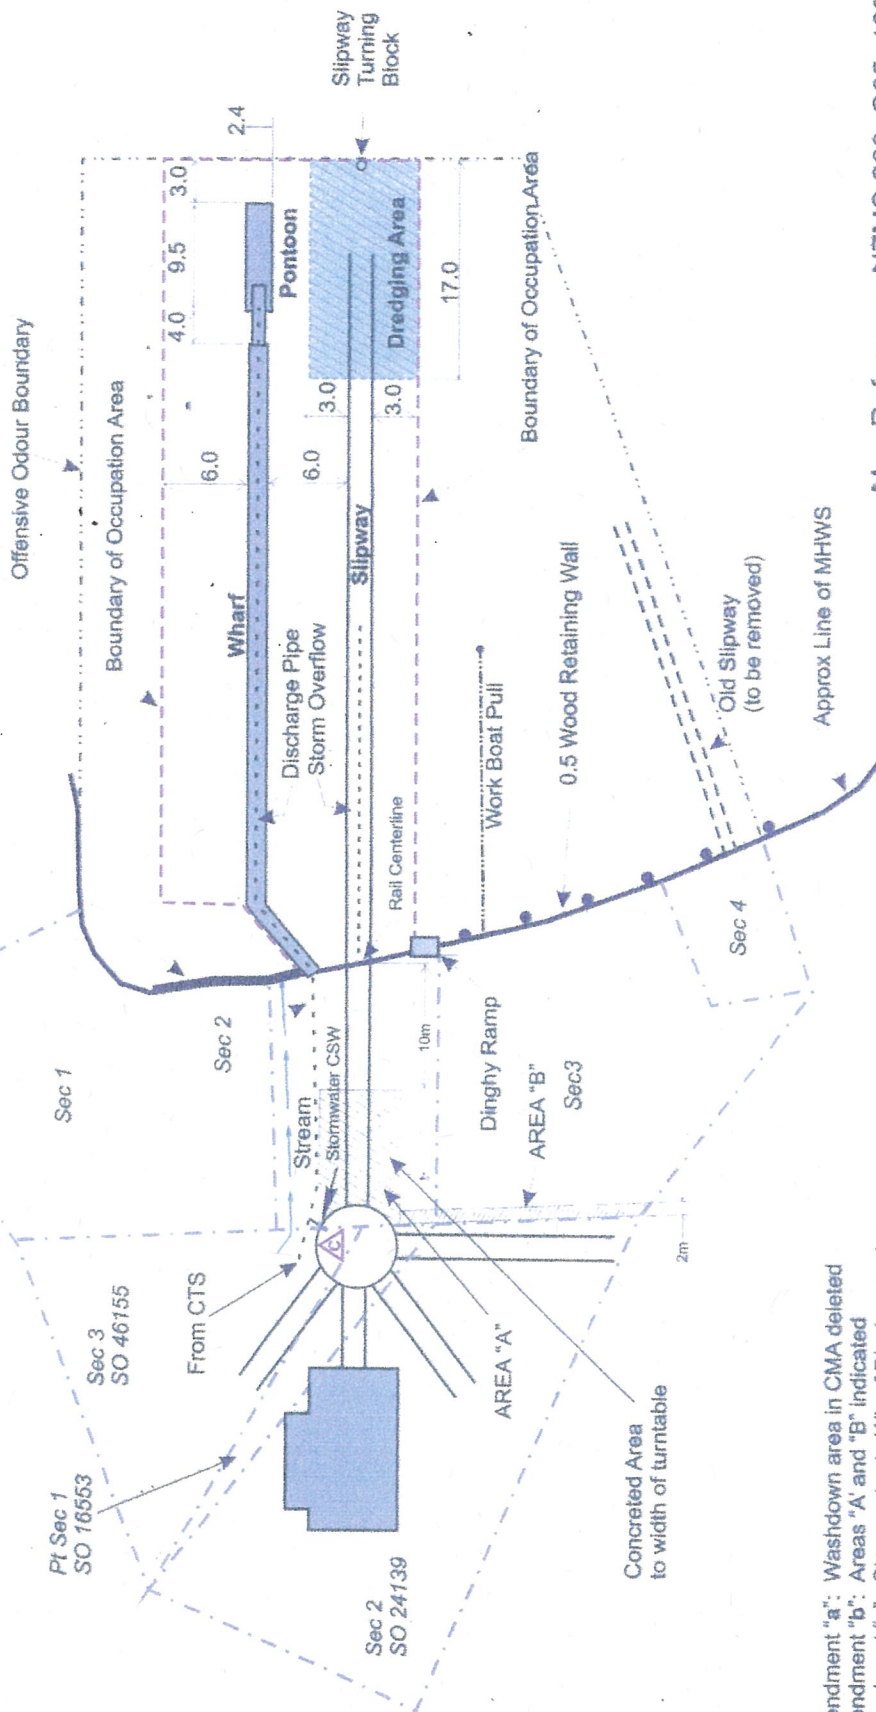 Offensive Odour Boundary
Boundary of Occupation Area
Slipway
Turning
Block
3.0
9.5
4.0
2.4
6.0
6.0
3.0
3.0
17.0
Pontoon
Dredging Area
Wharf
Slipway
Discharge Pipe
Storm Overflow
Rail Centerline
Boundary of Occupation Area
Work Boat Pull
0.5 Wood Retaining Wall
Old Slipway
(to be removed)
Approx Line of MHWS
Sec 1
Sec 2
Sec 4
Stream
Stormwater CSW
10m
Dinghy Ramp
AREA "B"
Sec3
2m
C
Sec 3
SO 46155
From CTS
Pt Sec 1
SO 16553
AREA "A"
Concreted Area
to width of turntable
Sec 2
SO 24139
endment "a": Washdown area in CMA deleted
endment "b": Areas "A' and "B" indicated